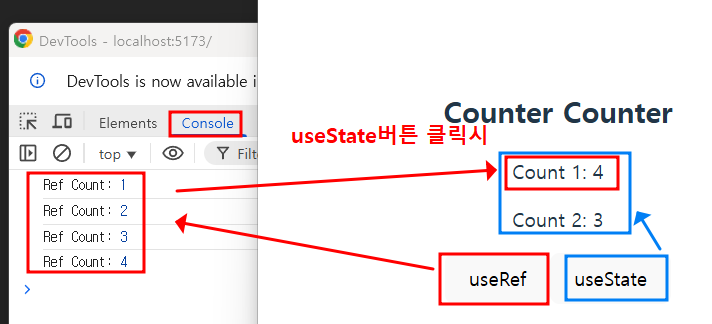 DevTools - localhost:5173/
DevTools is now available i
Elements
Console
top
Filte
Ref Count: 1
Ref Count: 2
Ref Count: 3
Ref Count: 4
Counter Counter
useState버튼 클릭시
Count 1: 4
Count 2: 3
useRef
useState